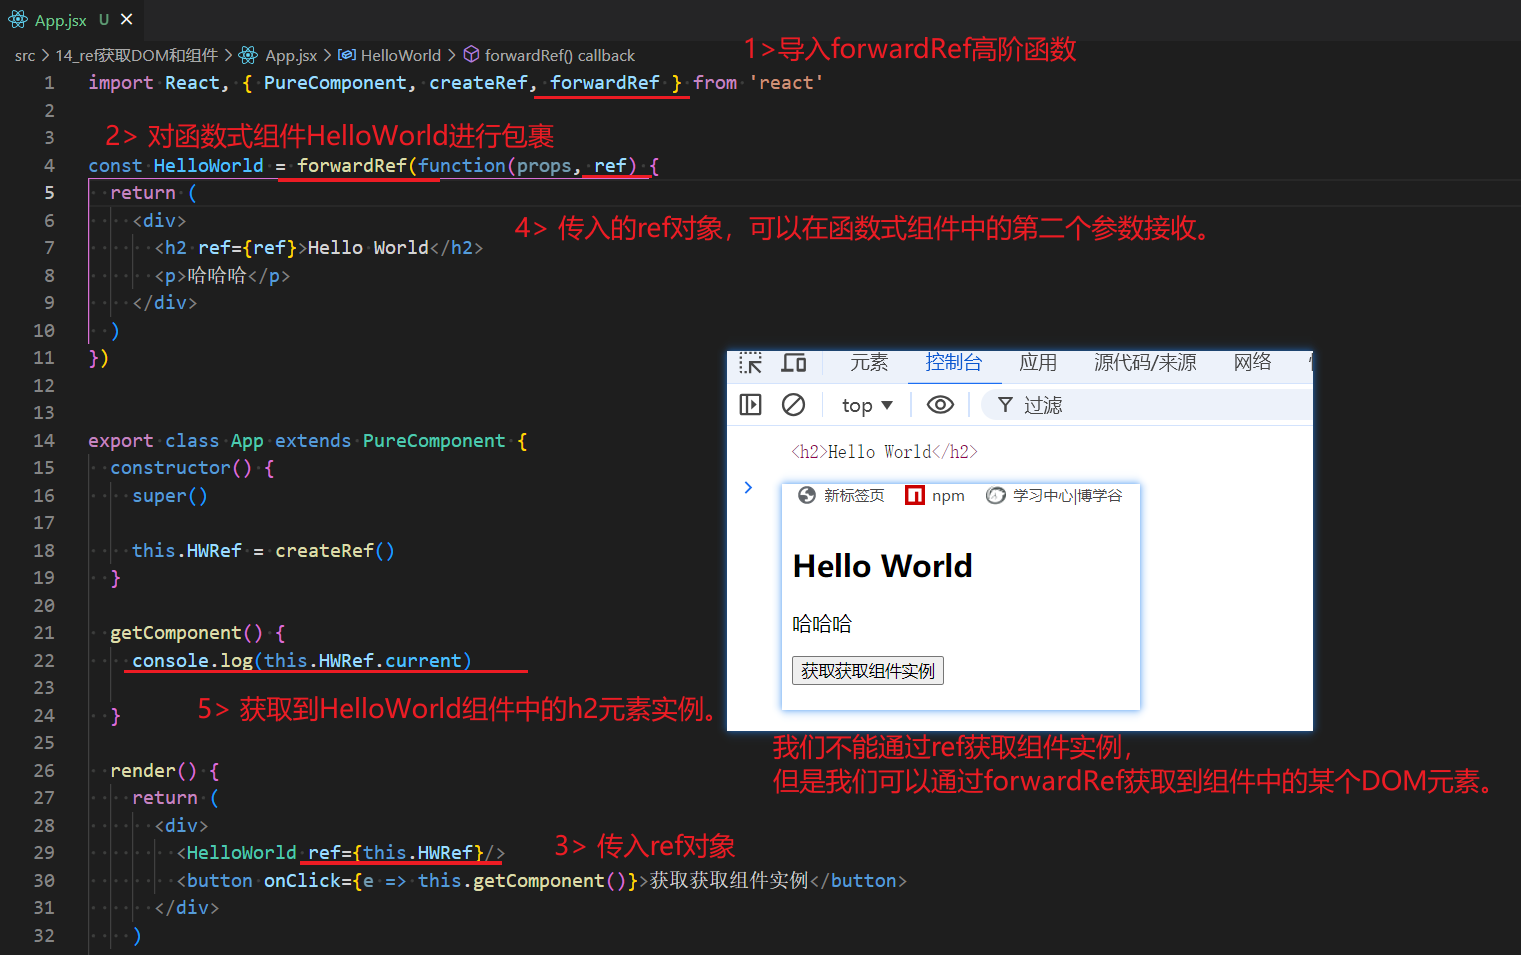 App.jsx U ×
src > 14_ref获取DOM和组件 > App.jsx > HelloWorld > forwardRef() callback
1>导入forwardRef高阶函数
1 import React, { PureComponent, createRef, forwardRef } from 'react'
2
3
2> 对函数式组件HelloWorld进行包裹
4 const HelloWorld = forwardRef(function(props, ref) {
5 return (
6 <div>
4> 传入的ref对象，可以在函数式组件中的第二个参数接收。
7 <h2 ref={ref}>Hello World</h2>
8 <p>哈哈哈</p>
9 </div>
10 )
11 })
12
13
14 export class App extends PureComponent {
15 constructor() {
16 super()
17
18 this.HWRef = createRef()
19 }
20
21 getComponent() {
22 console.log(this.HWRef.current)
23
5> 获取到HelloWorld组件中的h2元素实例。
24 }
25
26 render() {
27 return (
28 <div>
29 <HelloWorld ref={this.HWRef}/>
3> 传入ref对象
30 <button onClick={e => this.getComponent()}>获取获取组件实例</button>
31 </div>
32 )
元素 控制台 应用 源代码/来源 网络
top ▼ 过滤
<h2>Hello World</h2>
>
新标签页 npm 学习中心|博学谷
Hello World
哈哈哈
获取获取组件实例
我们不能通过ref获取组件实例，
但是我们可以通过forwardRef获取到组件中的某个DOM元素。